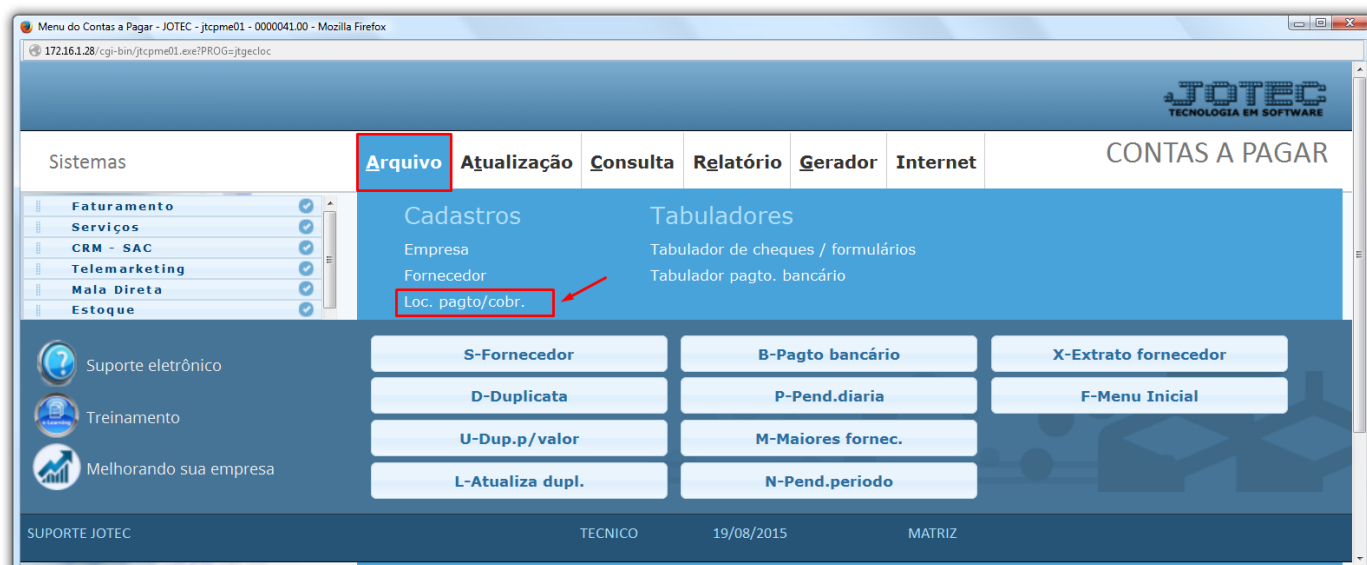 Menu do Contas a Pagar - JOTEC - jtcpme01 - 0000041.00 - Mozilla Firefox
172.16.1.28/cgi-bin/jtcpme01.exe?PROG=jtgecloc
JOTEC
TECNOLOGIA EM SOFTWARE
Sistemas
Arquivo Atualização Consulta Relatório Gerador Internet
CONTAS A PAGAR
Faturamento
Serviços
CRM - SAC
Telemarketing
Mala Direta
Estoque
Cadastros
Empresa
Fornecedor
Loc. pagto/cobr.
Tabuladores
Tabulador de cheques / formulários
Tabulador pagto. bancário
Suporte eletrônico
e-Learning
Treinamento
Melhorando sua empresa
S-Fornecedor B-Pagto bancário X-Extrato fornecedor
D-Duplicata P-Pend.diaria F-Menu Inicial
U-Dup.p/valor M-Maiores fornec.
L-Atualiza dupl. N-Pend.periodo
SUPORTE JOTEC TECNICO 19/08/2015 MATRIZ